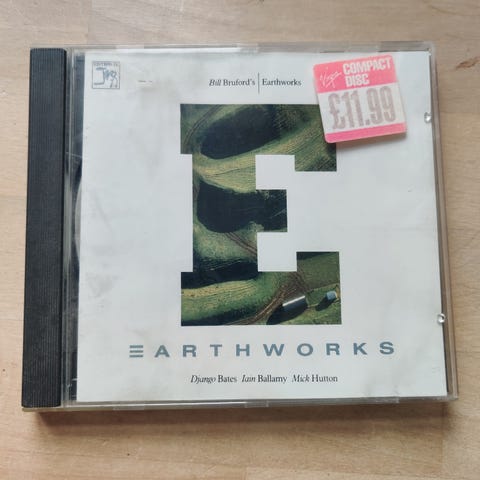 Bill Bruford's | Earthworks
Virgin COMPACT
DISC
£11.99
E
EARTHWORKS
Django Bates Iain Ballamy Mick Hutton